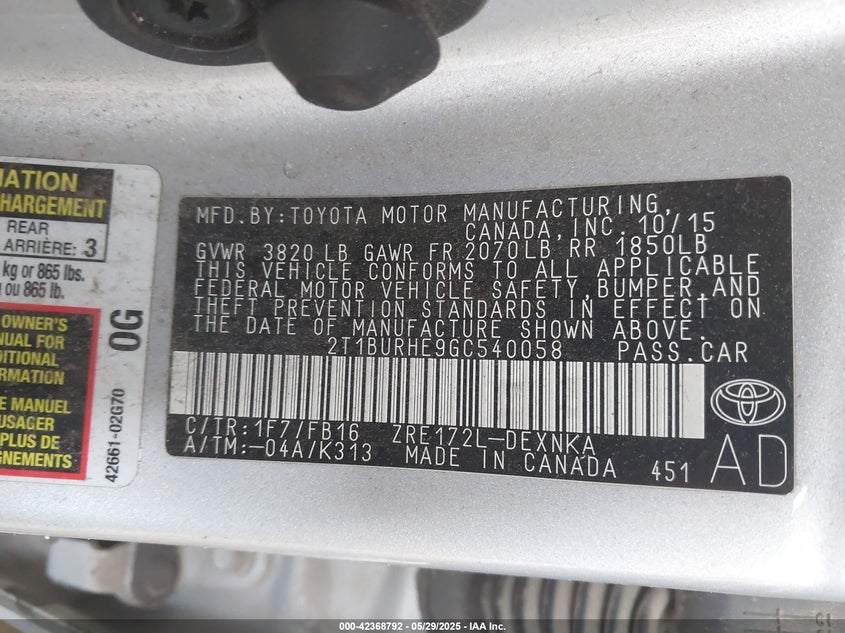 MATION
HARGEMENT
REAR
ARRIÈRE: 3
kg or 865 lbs.
ou 865 lb.
OWNER'S
MANUAL FOR
DITIONAL
ORMATION
E MANUEL
USAGER
PLUS DE
GNEMENTS
0G
42661-02G70
MFD.BY:TOYOTA MOTOR MANUFACTURING,
CANADA,INC. 10/15
GVWR 3820 LB GAWR FR 2070LB RR 1850LB
THIS VEHICLE CONFORMS TO ALL APPLICABLE
FEDERAL MOTOR VEHICLE SAFETY,BUMPER,AND
THEFT PREVENTION STANDARDS IN EFFECT ON
THE DATE OF MANUFACTURE SHOWN ABOVE.
2T1BURHE9GC540058 PASS.CAR
C/TR:1F7/FB16 ZRE172L-DEXNKA
A/TM:-04A/K313 MADE IN CANADA 451
AD
000-42368792 - 05/29/2025 - IAA Inc.